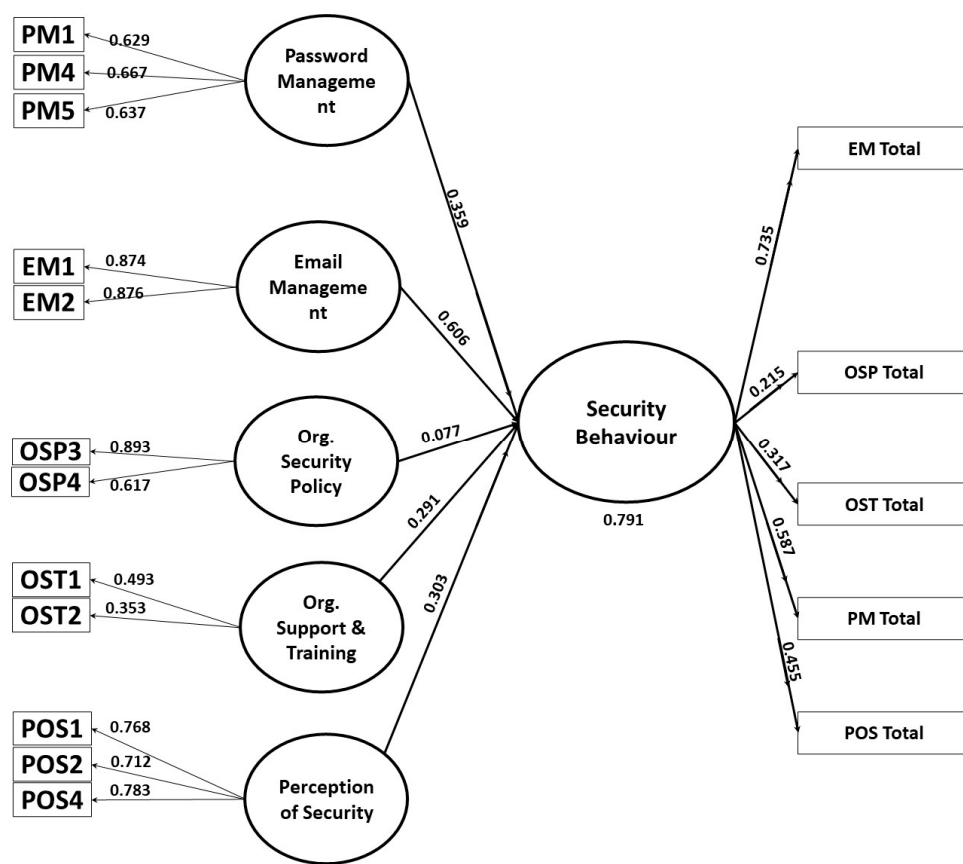 PM1
0.629
PM4
0.667
PM5
0.637
Password
Manageme
nt
0.359
EM1
0.874
EM2
0.876
Email
Manageme
nt
0.606
OSP3
0.893
OSP4
0.617
Org.
Security
Policy
0.077
OST1
0.493
OST2
0.353
Org.
Support &
Training
0.291
POS1
0.768
POS2
0.712
POS4
0.783
Perception
of Security
0.303
Security
Behaviour
0.791
0.735
EM Total
0.215
OSP Total
0.317
OST Total
0.587
PM Total
0.455
POS Total